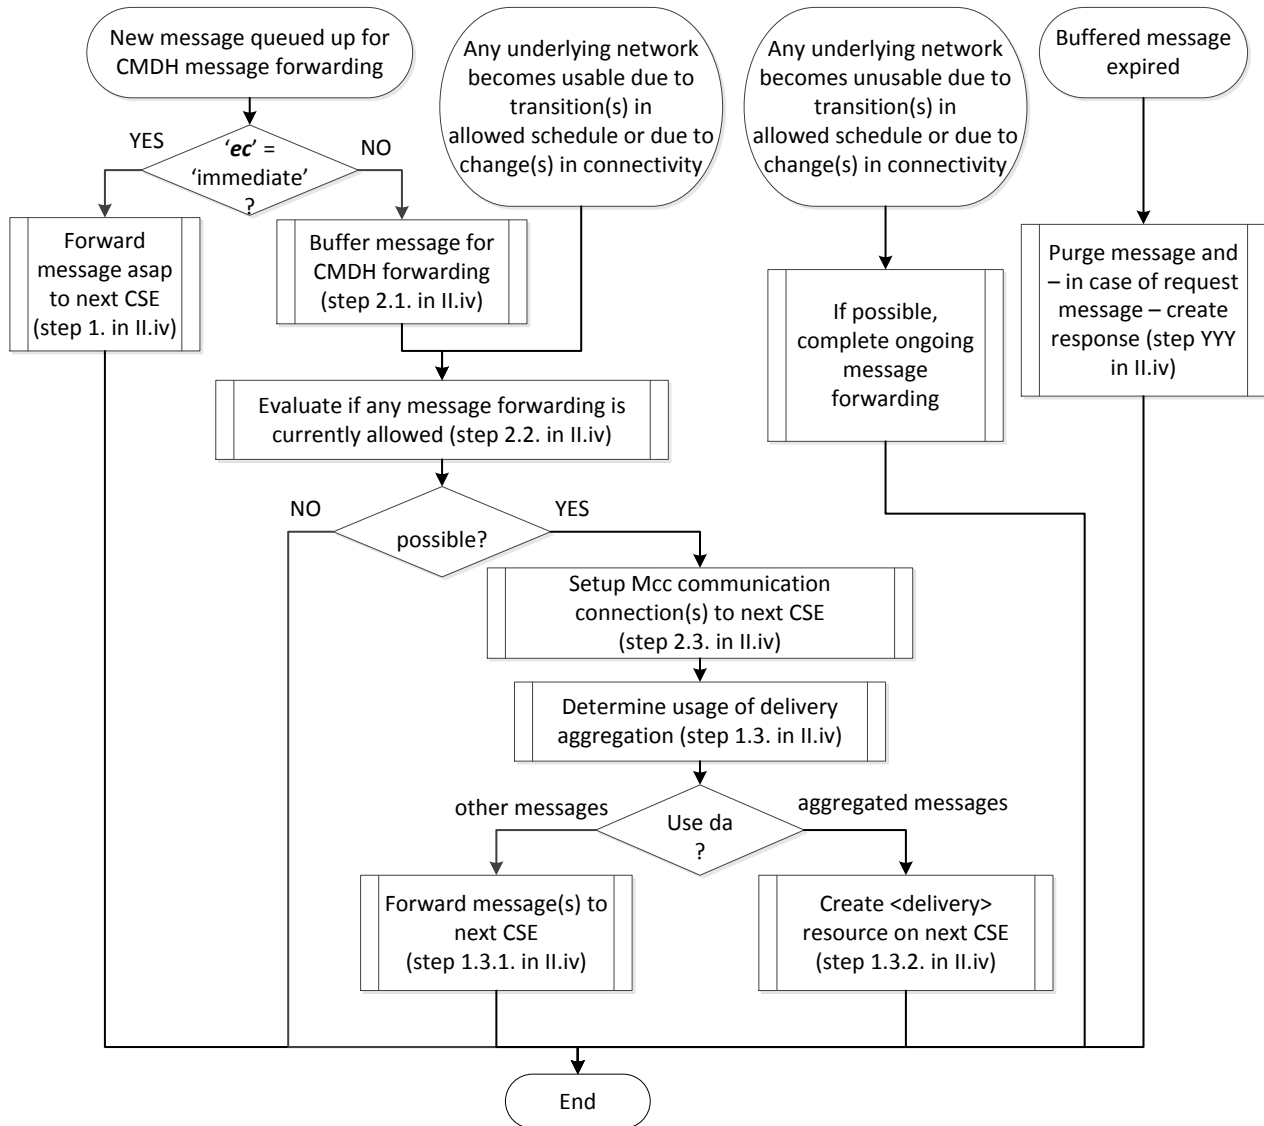 New message queued up for
CMDH message forwarding
Any underlying network
becomes usable due to
transition(s) in
allowed schedule or due to
change(s) in connectivity
Any underlying network
becomes unusable due to
transition(s) in
allowed schedule or due to
change(s) in connectivity
Buffered message
expired
YES
‘ec’ =
‘immediate’
?
NO
Forward
message asap
to next CSE
(step 1. in II.iv)
Buffer message for
CMDH forwarding
(step 2.1. in II.iv)
If possible,
complete ongoing
message
forwarding
Purge message and
– in case of request
message – create
response (step YYY
in II.iv)
Evaluate if any message forwarding is
currently allowed (step 2.2. in II.iv)
NO
possible?
YES
Setup Mcc communication
connection(s) to next CSE
(step 2.3. in II.iv)
Determine usage of delivery
aggregation (step 1.3. in II.iv)
other messages
Use da
?
aggregated messages
Forward message(s) to
next CSE
(step 1.3.1. in II.iv)
Create <delivery>
resource on next CSE
(step 1.3.2. in II.iv)
End